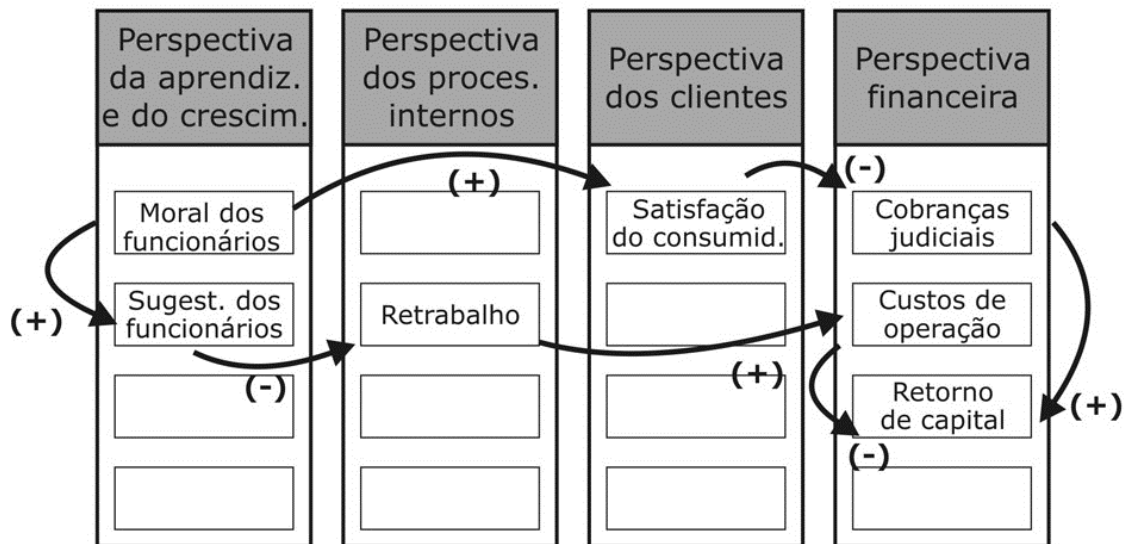 Perspectiva
da aprendiz.
e do crescim.
Perspectiva
dos proces.
internos
Perspectiva
dos clientes
Perspectiva
financeira
(+)
(-)
Moral dos
funcionários
Satisfação
do consumid.
Cobranças
judiciais
(+)
Sugest. dos
funcionários
Retrabalho
Custos de
operação
(-)
(+)
Retorno
de capital
(+)
(-)